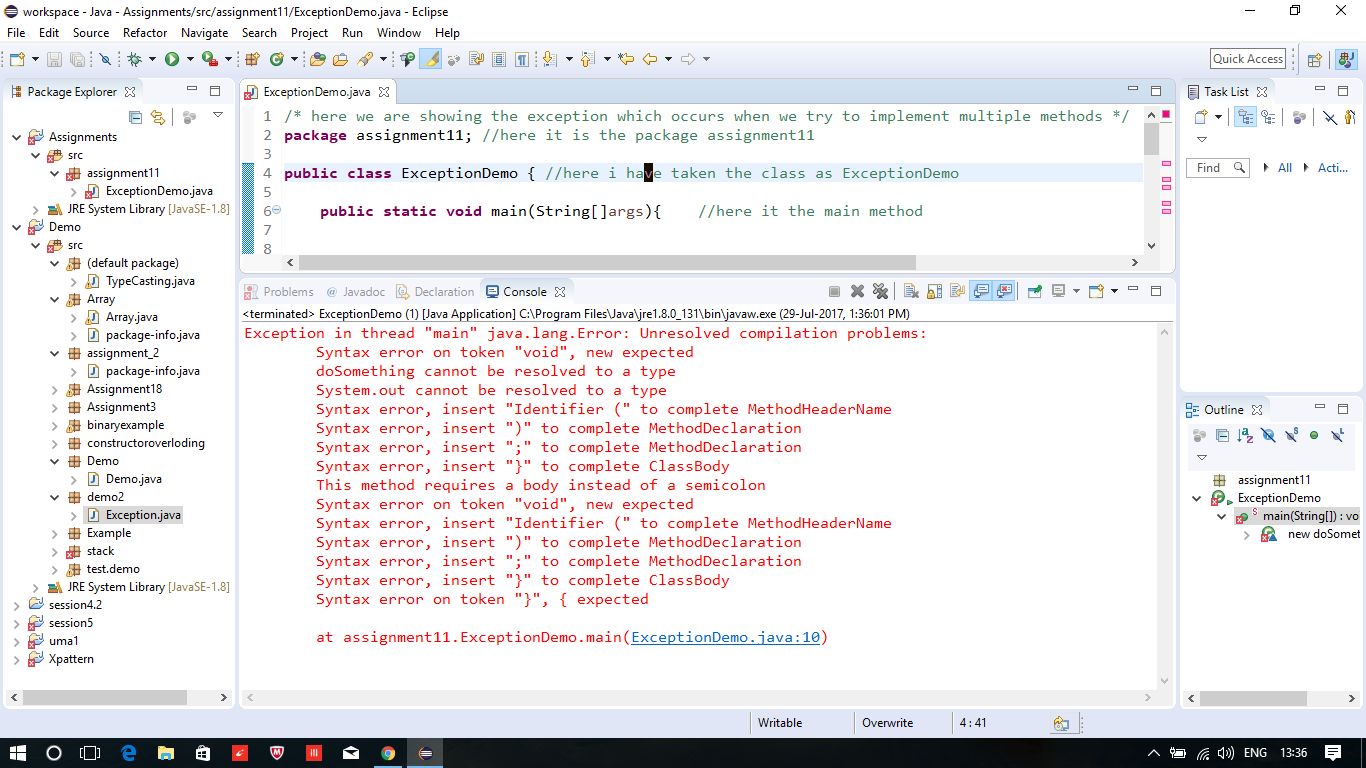 workspace - Java - Assignments/src/assignment11/ExceptionDemo.java - Eclipse
File Edit Source Refactor Navigate Search Project Run Window Help
Quick Access
Package Explorer
Assignments
src
assignment11
ExceptionDemo.java
JRE System Library [JavaSE-1.8]
Demo
src
(default package)
TypeCasting.java
Array
Array.java
package-info.java
assignment_2
package-info.java
Assignment18
Assignment3
binaryexample
constructoroverloding
Demo
Demo.java
demo2
Exception.java
Example
stack
test.demo
JRE System Library [JavaSE-1.8]
session4.2
session5
uma1
Xpattern
ExceptionDemo.java
1 /* here we are showing the exception which occurs when we try to implement multiple methods */
2 package assignment11; //here it is the package assignment11
3
4 public class ExceptionDemo { //here i have taken the class as ExceptionDemo
6 public static void main(String[]args){ //here it the main method
7
8
Problems @ Javadoc Declaration Console
<terminated> ExceptionDemo (1) [Java Application] C:\Program Files\Java\jre1.8.0_131\bin\javaw.exe (29-Jul-2017, 1:36:01 PM)
Exception in thread "main" java.lang.Error: Unresolved compilation problems:
Syntax error on token "void", new expected
doSomething cannot be resolved to a type
System.out cannot be resolved to a type
Syntax error, insert "Identifier (" to complete MethodHeaderName
Syntax error, insert ")" to complete MethodDeclaration
Syntax error, insert ";" to complete MethodDeclaration
Syntax error, insert "}" to complete ClassBody
This method requires a body instead of a semicolon
Syntax error on token "void", new expected
Syntax error, insert "Identifier (" to complete MethodHeaderName
Syntax error, insert ")" to complete MethodDeclaration
Syntax error, insert ";" to complete MethodDeclaration
Syntax error, insert "}" to complete ClassBody
Syntax error on token "}", { expected
at assignment11.ExceptionDemo.main(ExceptionDemo.java:10)
Task List
Find All Acti...
Outline
assignment11
ExceptionDemo
main(String[]) : vo
new doSomet
Writable Overwrite 4 : 41
ENG 13:36